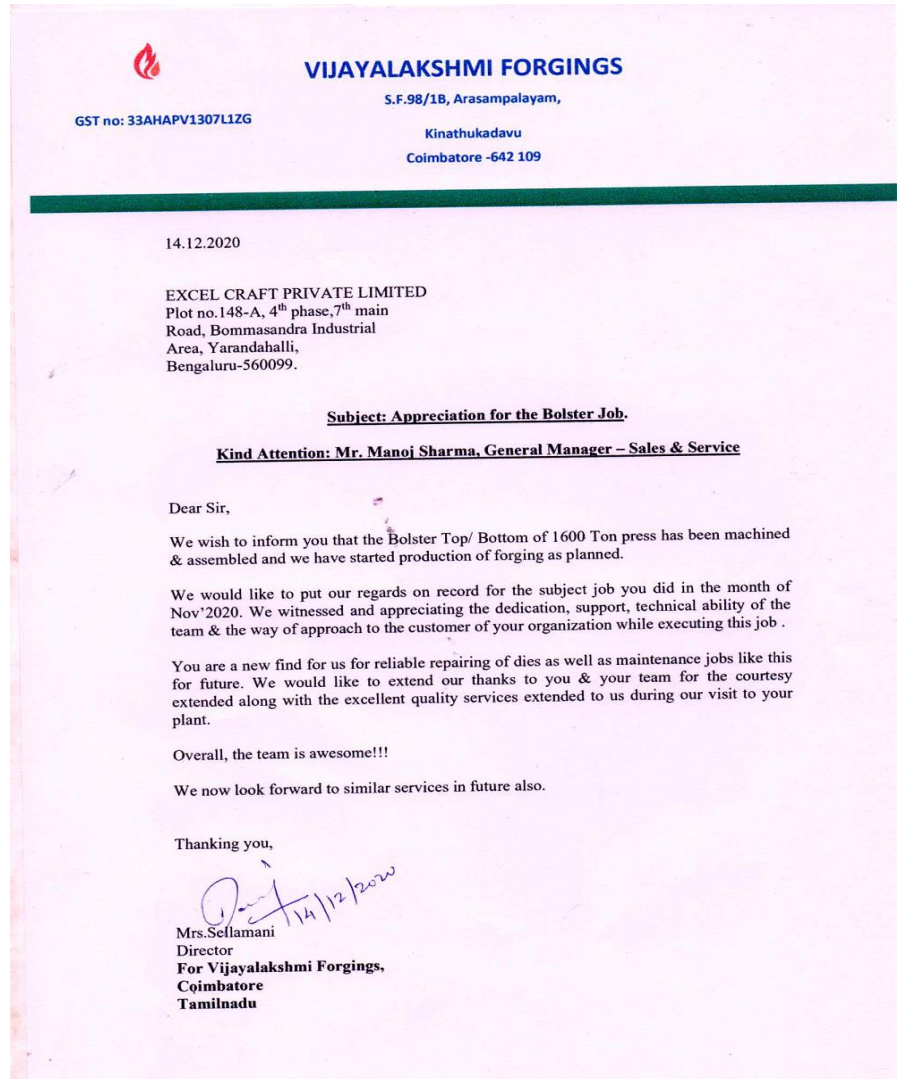 VIJAYALAKSHMI FORGINGS
S.F.98/1B, Arasampalayam,
GST no: 33AHAPV1307L1ZG
Kinathukadavu
Coimbatore -642 109
14.12.2020
EXCEL CRAFT PRIVATE LIMITED
Plot no.148-A, 4th phase,7th main
Road, Bommasandra Industrial
Area, Yarandahalli,
Bengaluru-560099.
Subject: Appreciation for the Bolster Job.
Kind Attention: Mr. Manoj Sharma, General Manager – Sales & Service
Dear Sir,
We wish to inform you that the Bolster Top/ Bottom of 1600 Ton press has been machined
& assembled and we have started production of forging as planned.
We would like to put our regards on record for the subject job you did in the month of
Nov'2020. We witnessed and appreciating the dedication, support, technical ability of the
team & the way of approach to the customer of your organization while executing this job .
You are a new find for us for reliable repairing of dies as well as maintenance jobs like this
for future. We would like to extend our thanks to you & your team for the courtesy
extended along with the excellent quality services extended to us during our visit to your
plant.
Overall, the team is awesome!!!
We now look forward to similar services in future also.
Thanking you,
14/12/2020
Mrs.Sellamani
Director
For Vijayalakshmi Forgings,
Coimbatore
Tamilnadu